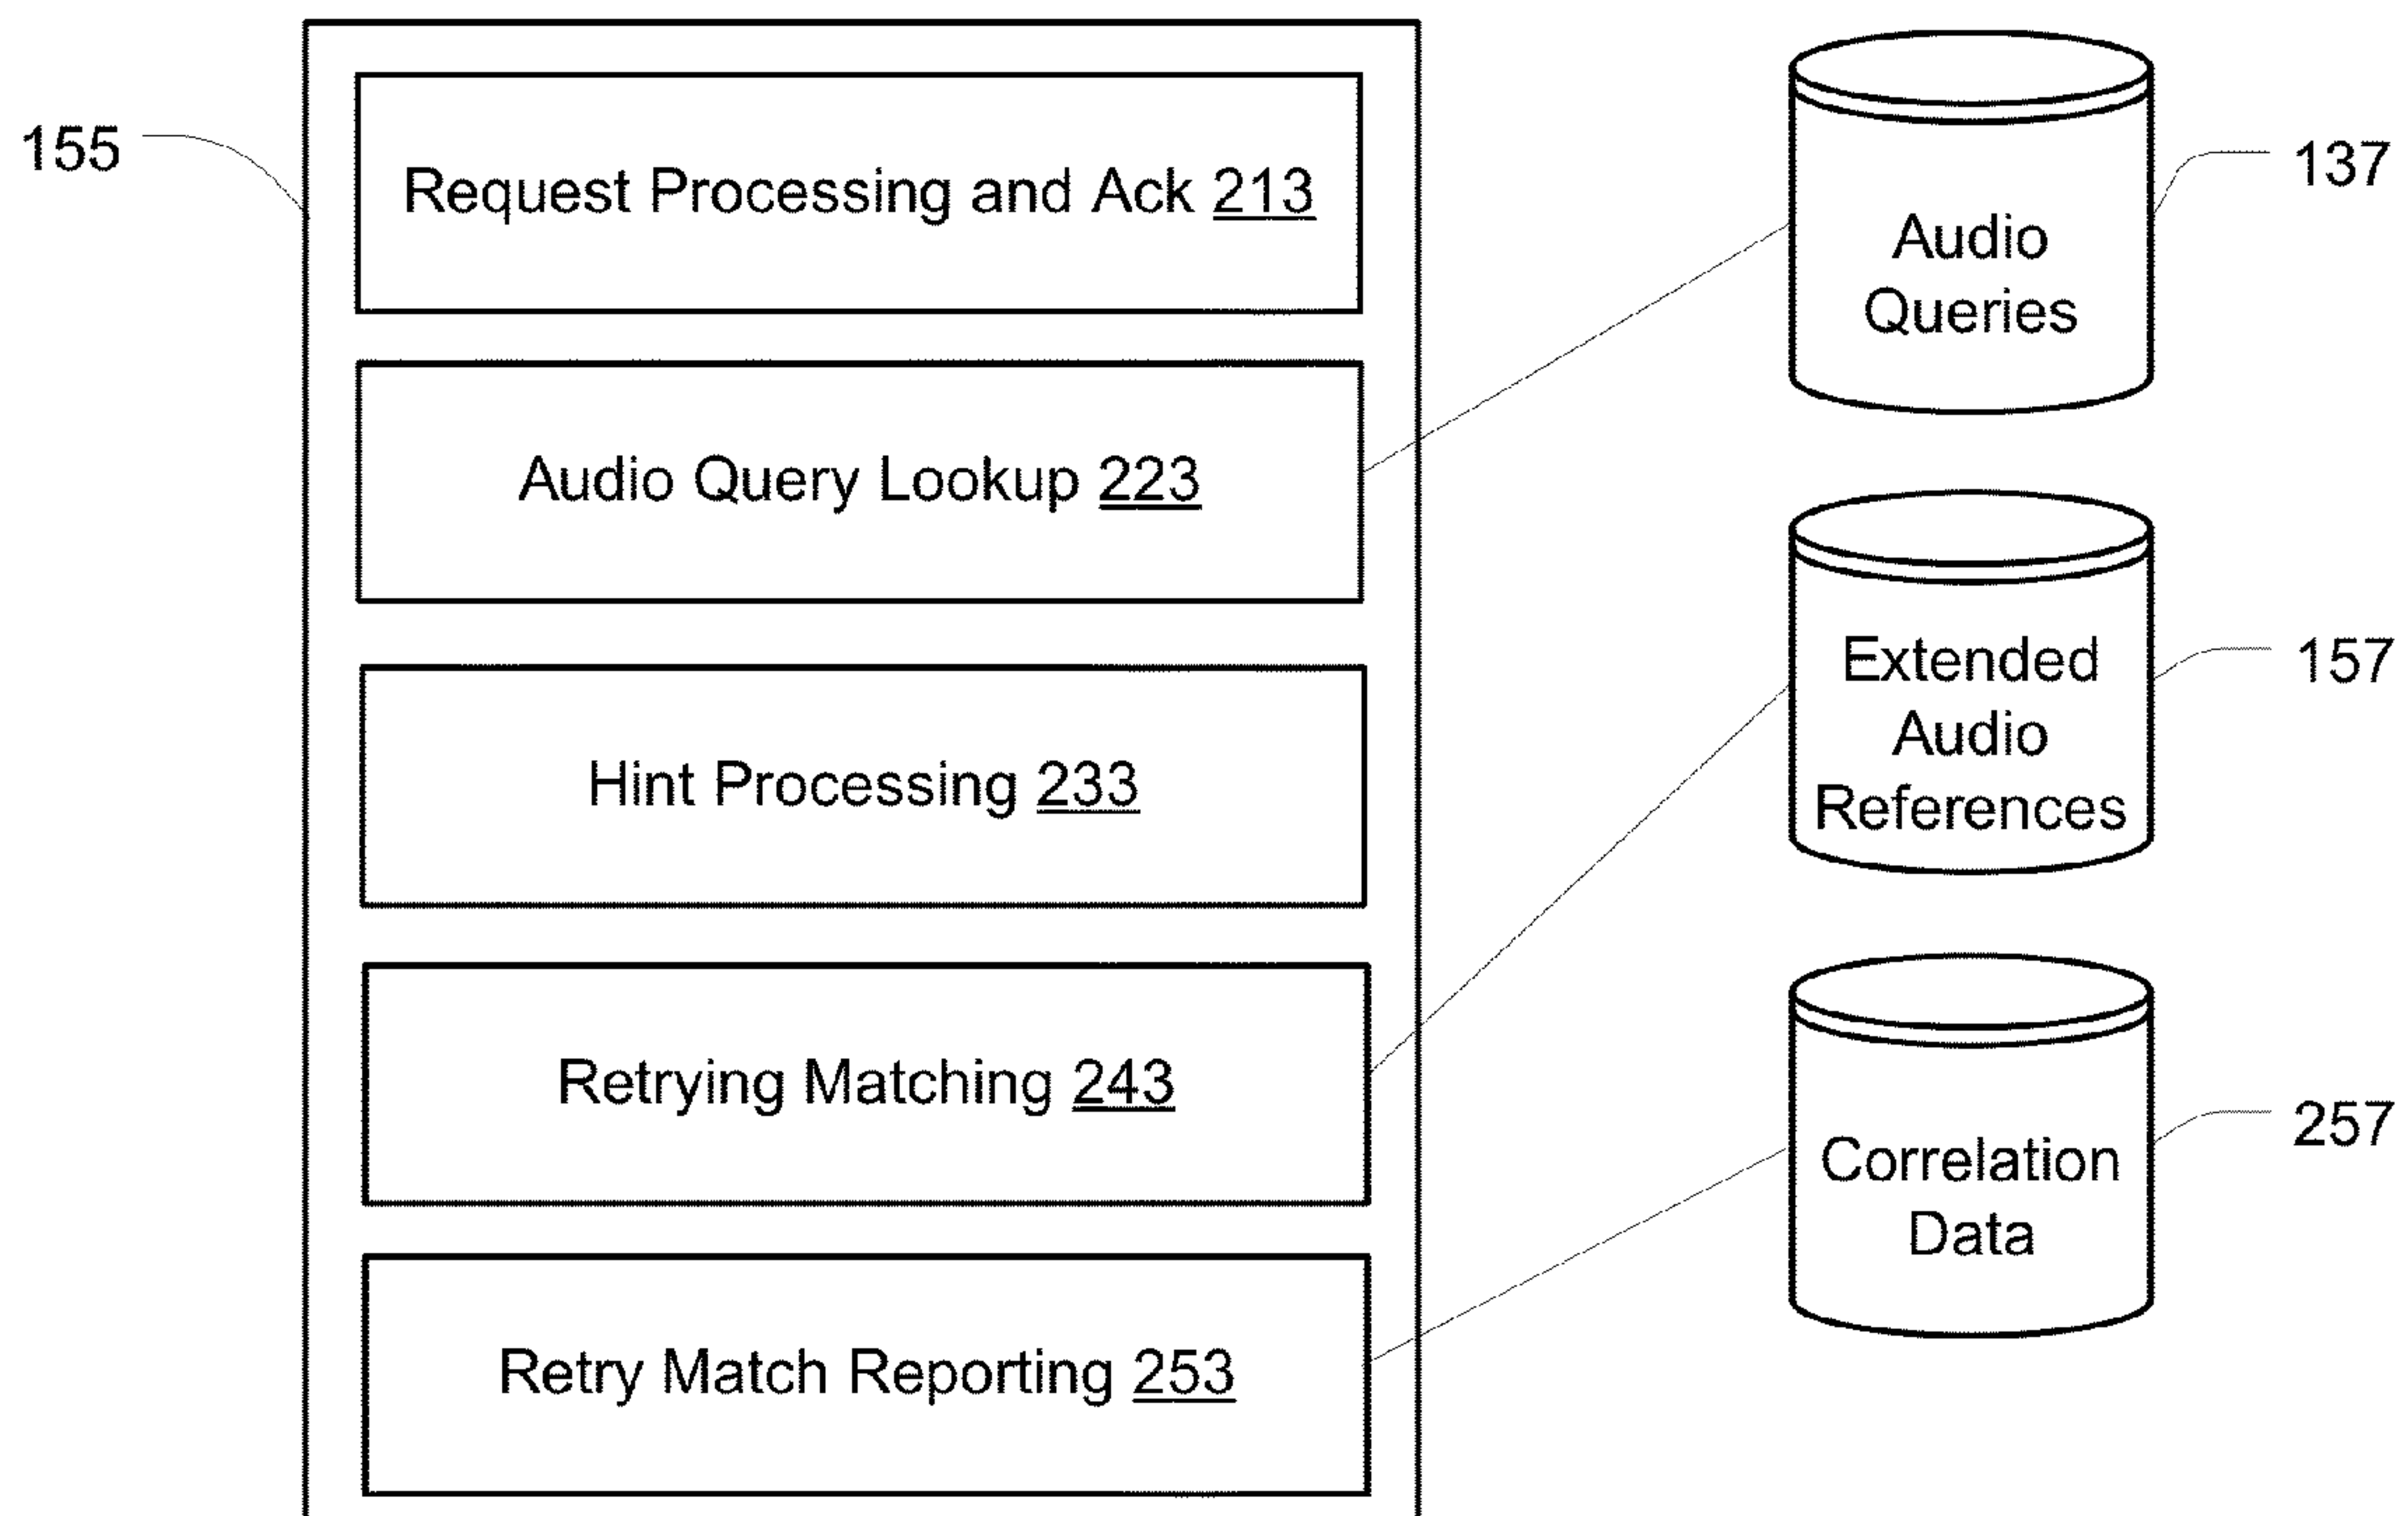 155
Request Processing and Ack 213
Audio Query Lookup 223
Hint Processing 233
Retrying Matching 243
Retry Match Reporting 253
Audio
Queries
137
Extended
Audio
References
157
Correlation
Data
257